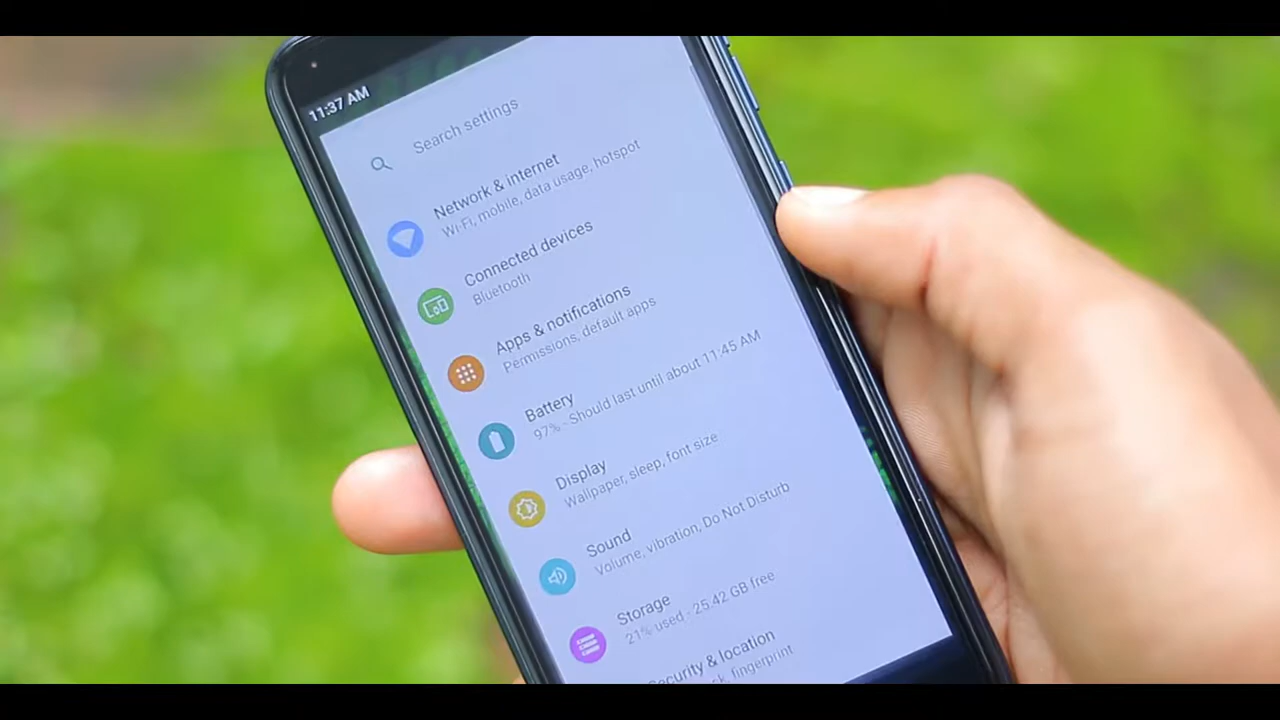 11:37 AM
Search settings
Network & internet
Wi-Fi, mobile, data usage, hotspot
Connected devices
Bluetooth
Apps & notifications
Permissions, default apps
Battery
97% - Should last until about 11:45 AM
Display
Wallpaper, sleep, font size
Sound
Volume, vibration, Do Not Disturb
Storage
21% used - 25.42 GB free
Security & location
fingerprint